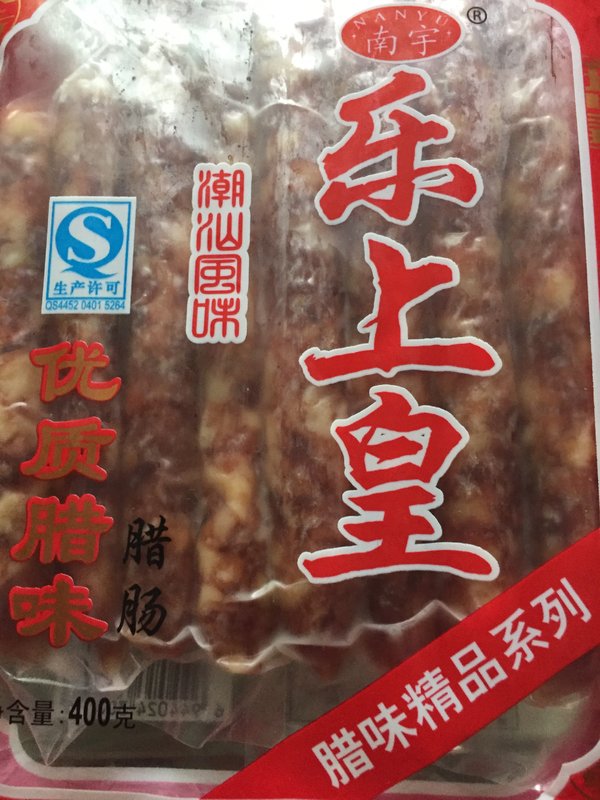 NANYU
南宇
®
乐上皇
潮汕风味
S
生产许可
QS4452 0401 5264
优质腊味
腊肠
含量:400克
腊味精品系列